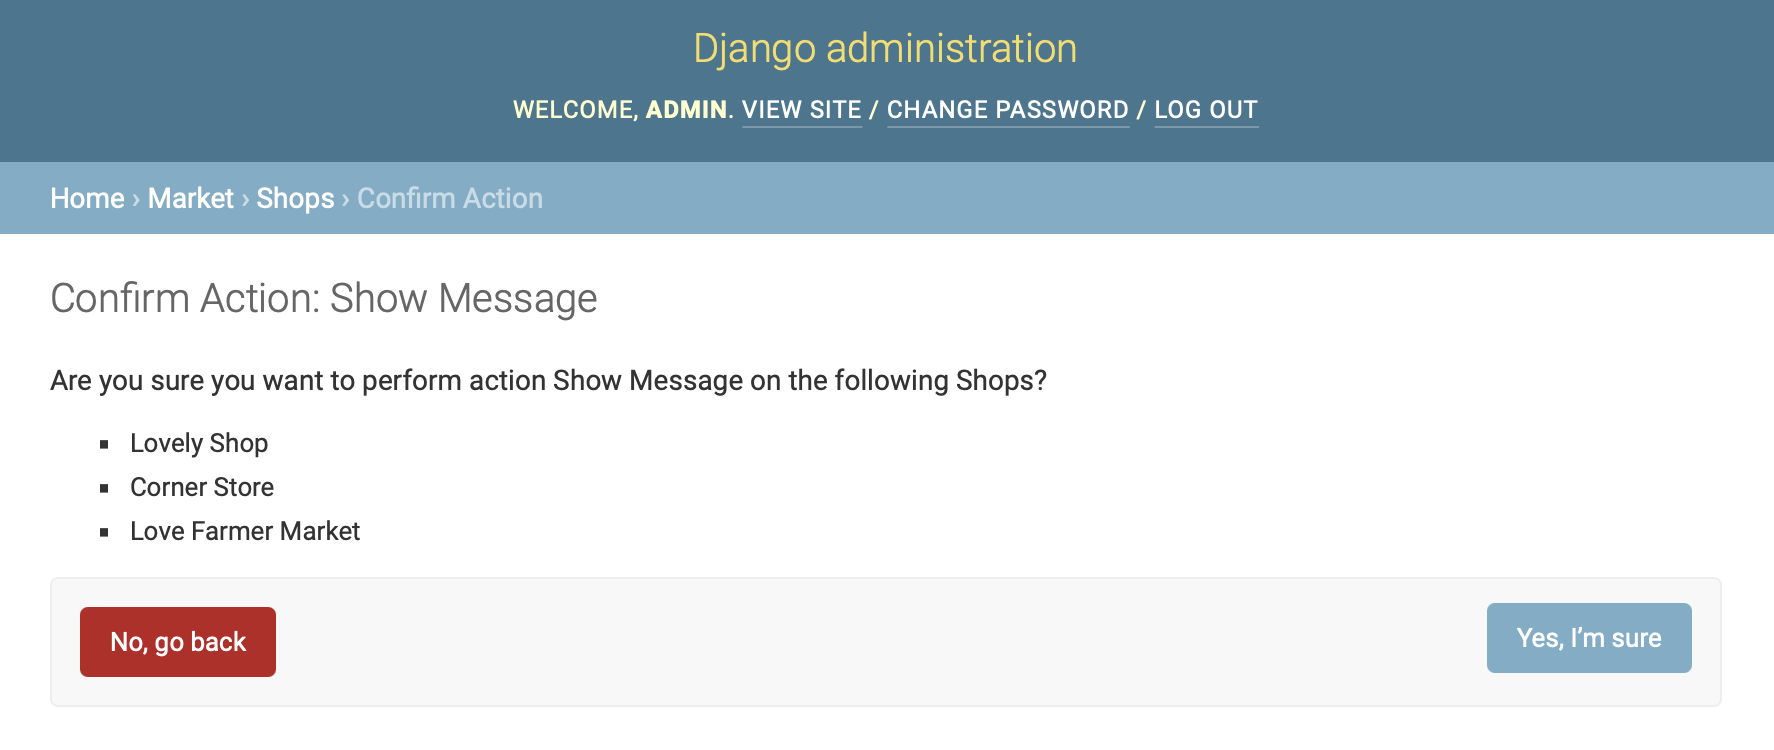 Django administration
WELCOME, ADMIN. VIEW SITE / CHANGE PASSWORD / LOG OUT
Home › Market › Shops › Confirm Action
Confirm Action: Show Message
Are you sure you want to perform action Show Message on the following Shops?
Lovely Shop
Corner Store
Love Farmer Market
No, go back
Yes, I’m sure